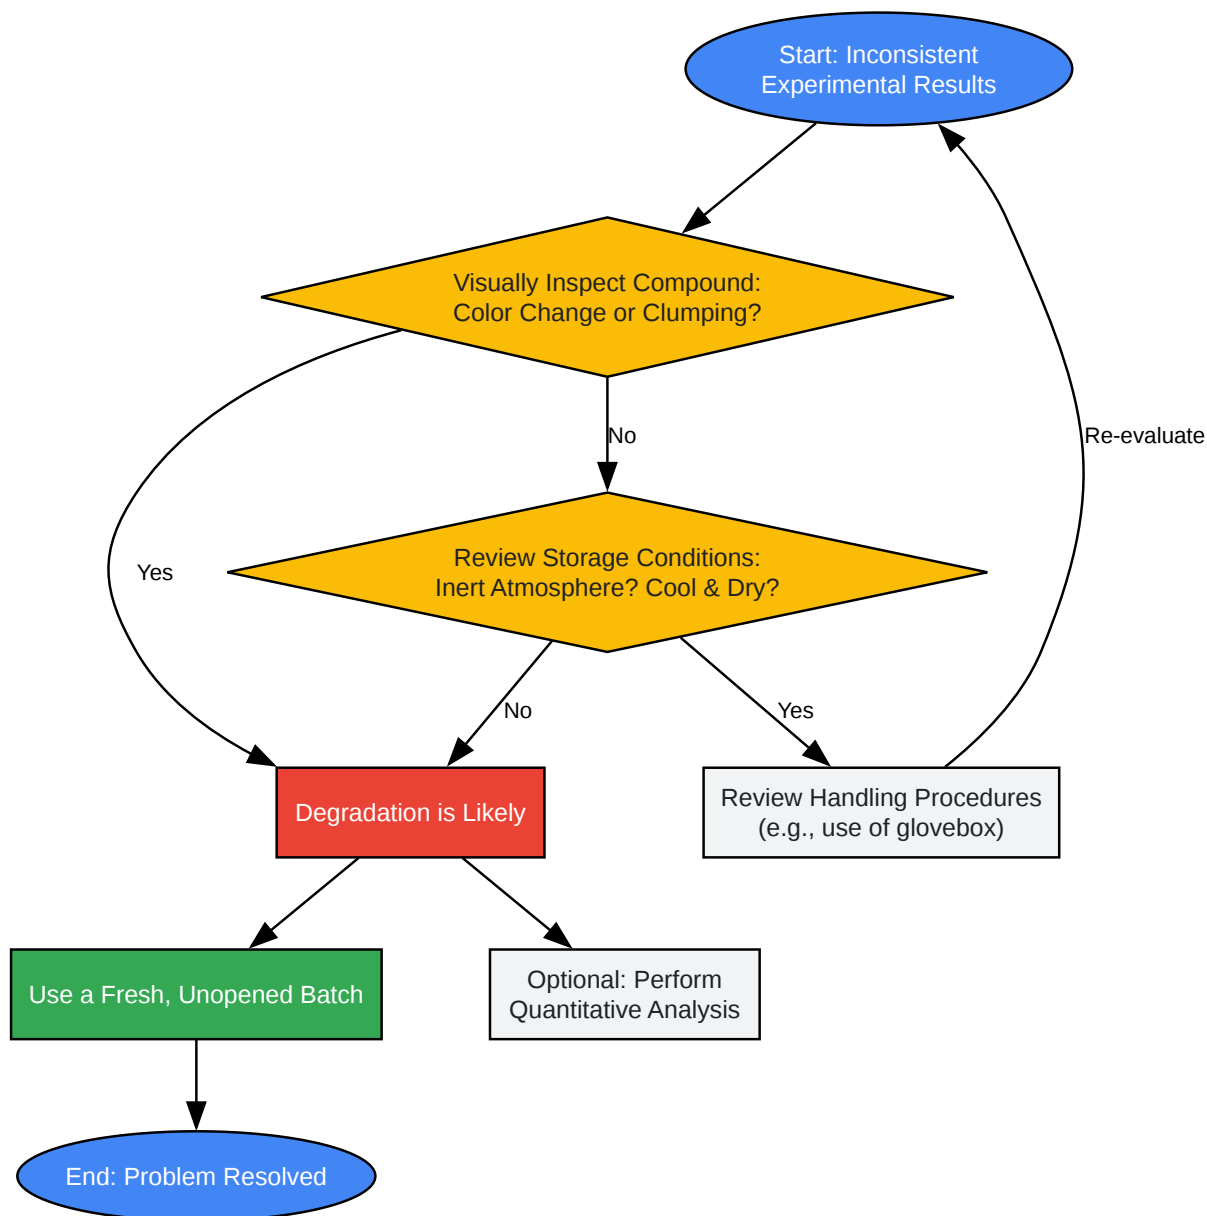 Start: Inconsistent
Experimental Results
Visually Inspect Compound:
Color Change or Clumping?
No
Re-evaluate
Yes
Review Storage Conditions:
Inert Atmosphere? Cool & Dry?
No
Yes
Degradation is Likely
Review Handling Procedures
(e.g., use of glovebox)
Use a Fresh, Unopened Batch
Optional: Perform
Quantitative Analysis
End: Problem Resolved